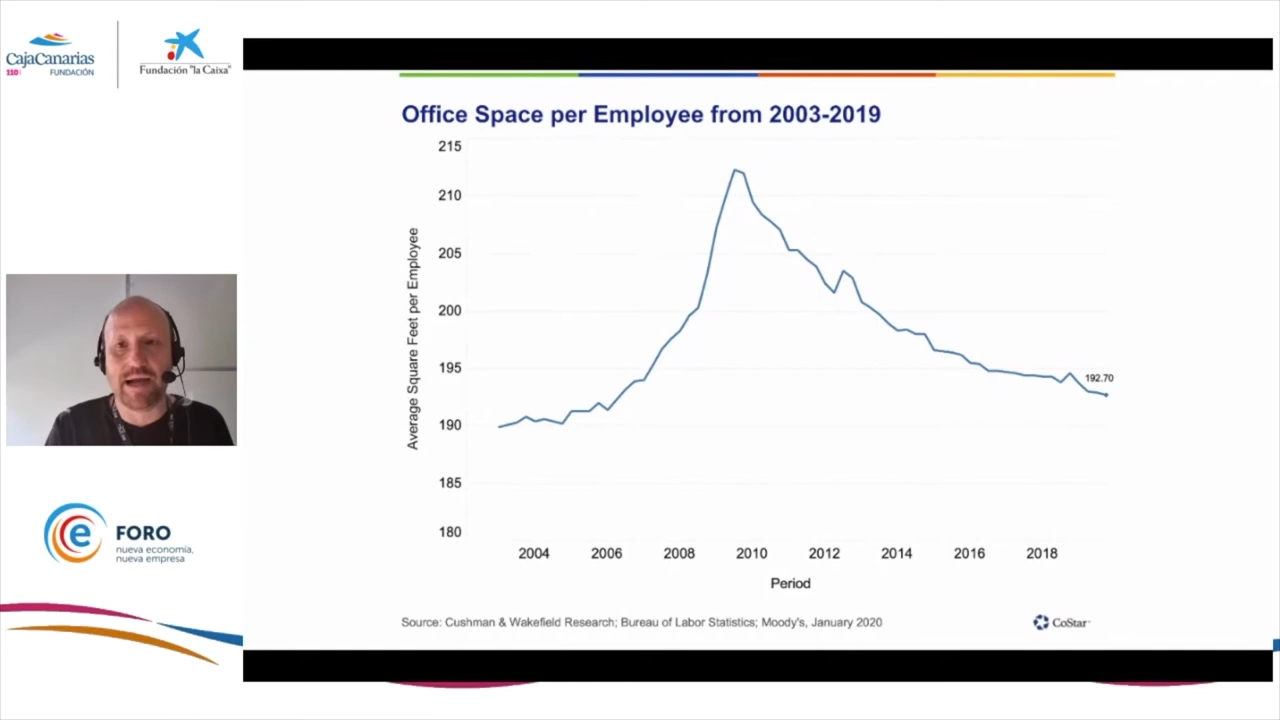 CajaCanarias
110
FUNDACIÓN
Fundación "la Caixa"
Office Space per Employee from 2003-2019
215
210
205
200
195
190
185
180
Average Square Feet per Employee
192.70
2004 2006 2008 2010 2012 2014 2016 2018
Period
Source: Cushman & Wakefield Research; Bureau of Labor Statistics; Moody's, January 2020
CoStar
e
FORO
nueva economía,
nueva empresa